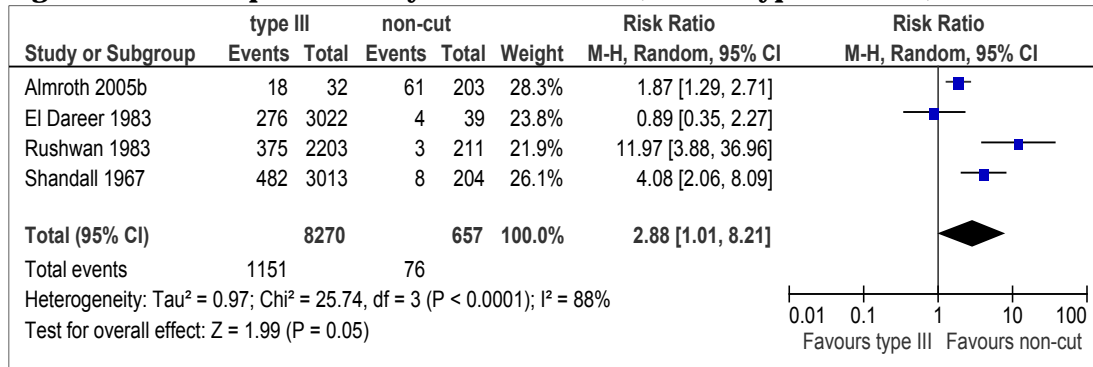 type III non-cut Risk Ratio Risk Ratio
Study or Subgroup Events Total Events Total Weight M-H, Random, 95% CI M-H, Random, 95% CI
Almroth 2005b 18 32 61 203 28.3% 1.87 [1.29, 2.71]
El Dareer 1983 276 3022 4 39 23.8% 0.89 [0.35, 2.27]
Rushwan 1983 375 2203 3 211 21.9% 11.97 [3.88, 36.96]
Shandall 1967 482 3013 8 204 26.1% 4.08 [2.06, 8.09]
Total (95% CI) 8270 657 100.0% 2.88 [1.01, 8.21]
Total events 1151 76
Heterogeneity: Tau² = 0.97; Chi² = 25.74, df = 3 (P < 0.0001); I² = 88%
Test for overall effect: Z = 1.99 (P = 0.05)
0.01 0.1 1 10 100
Favours type III Favours non-cut